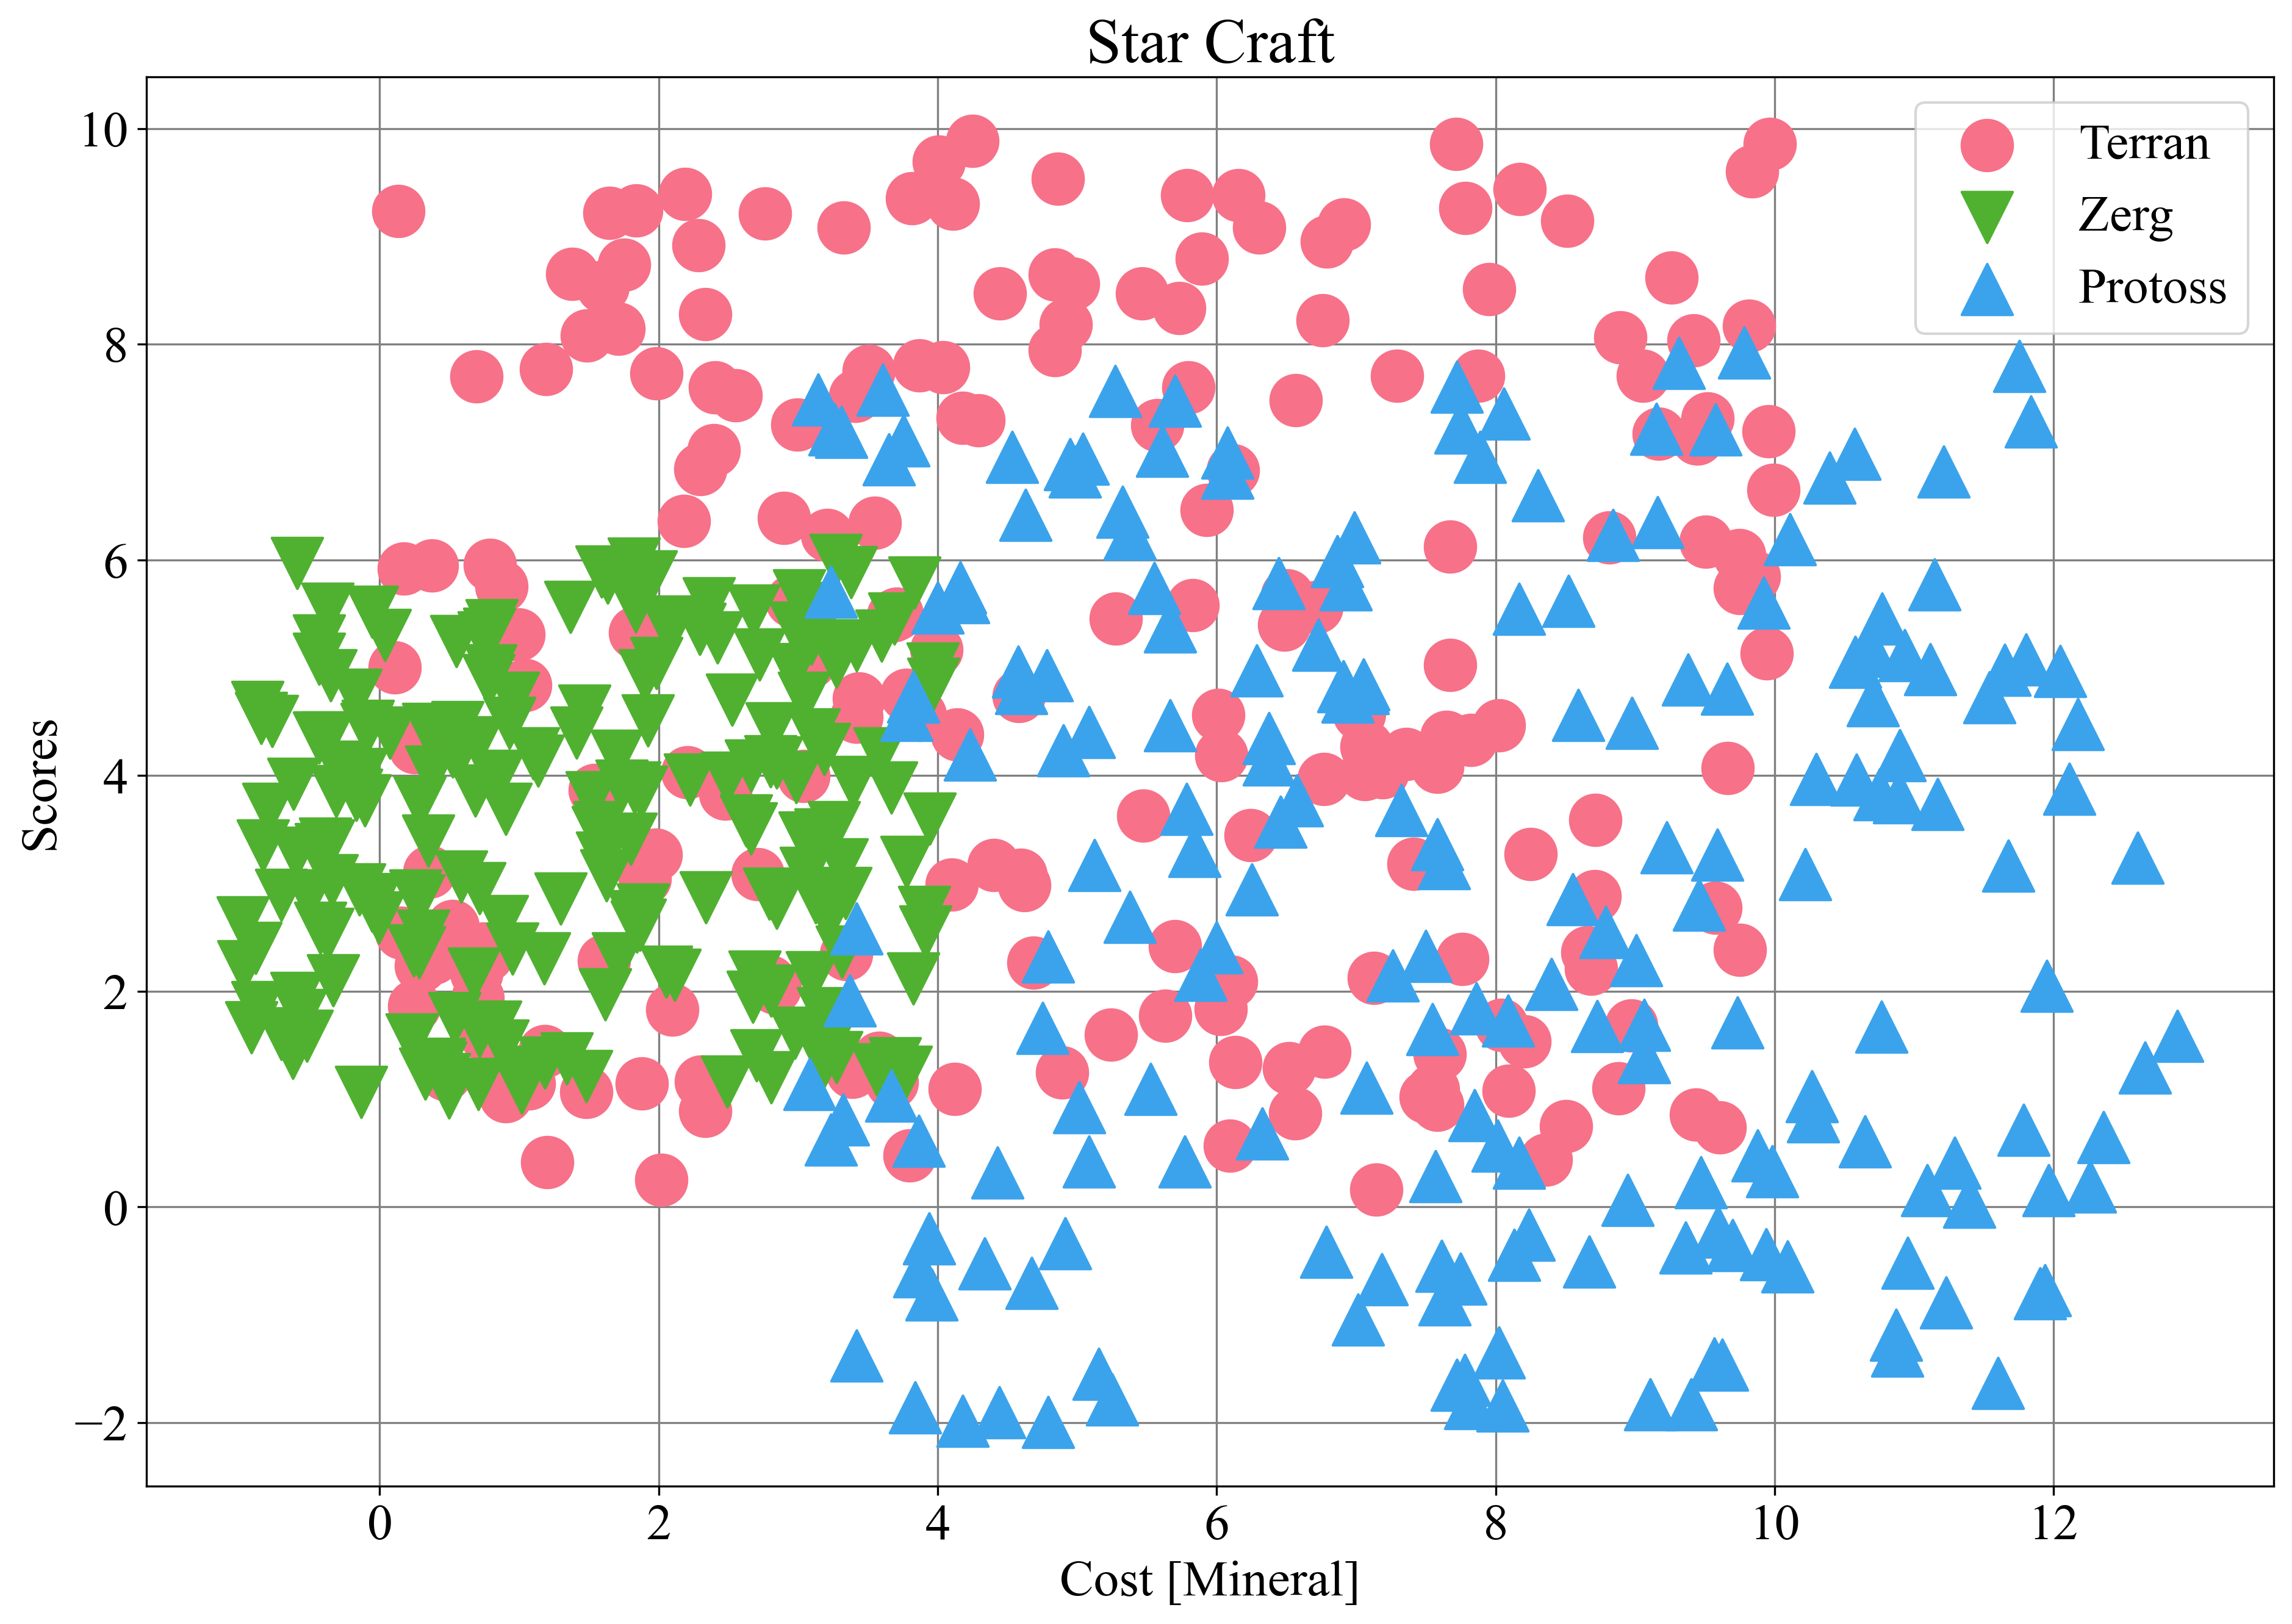 Star Craft
10
8
6
4
2
0
−2
Scores
Terran
Zerg
Protoss
0 2 4 6 8 10 12
Cost [Mineral]